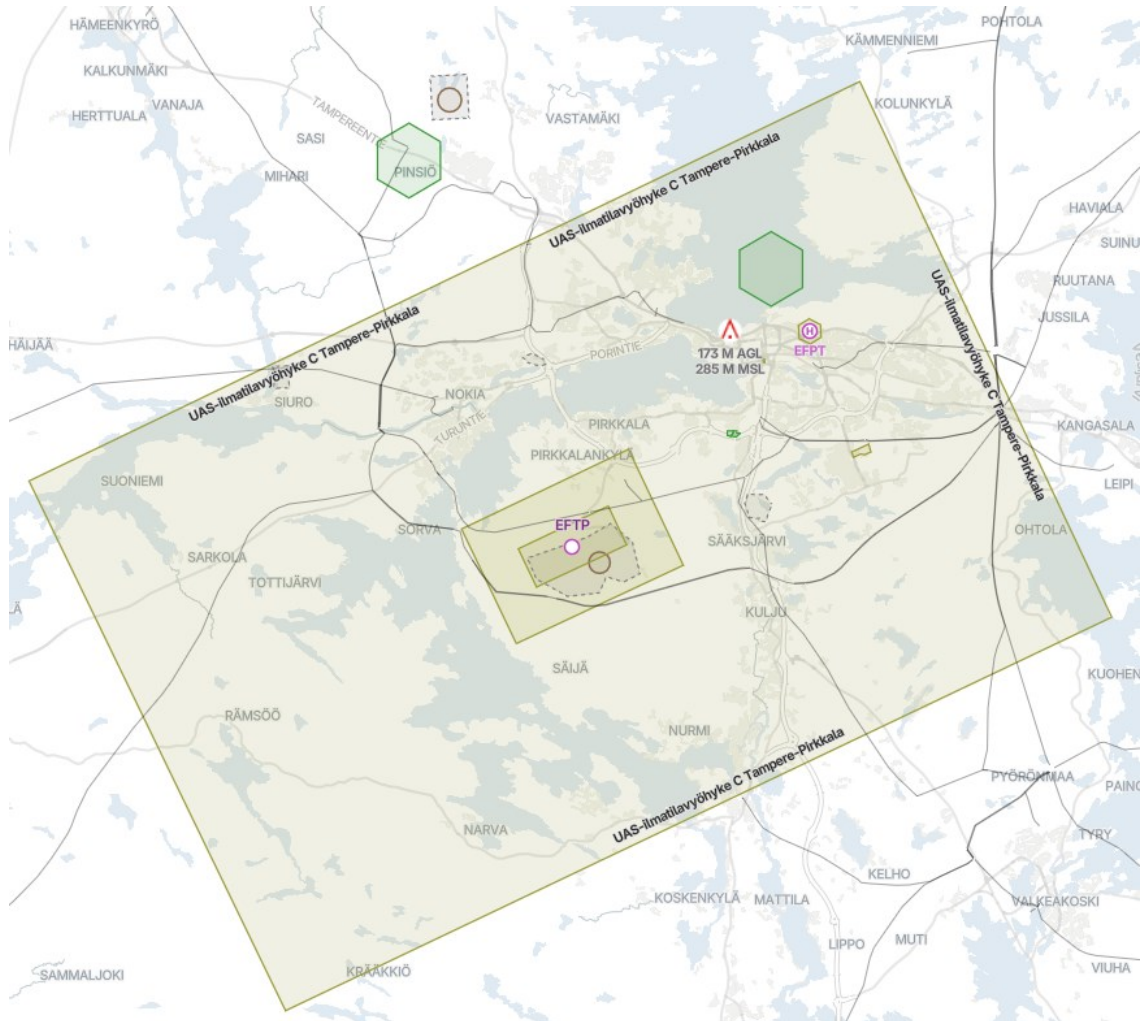 HÄMEENKYRÖ
POHTOLA
KÄMMENNIEMI
KALKUNMÄKI
VANAJA
HERTTUALA
TAMPEREENTIE
VASTAMÄKI
KOLUNKYLÄ
SASI
MIHARI
PINSIÖ
UAS-ilmatilavyöhyke C Tampere-Pirkkala
HAVIALA
SUINU
RUUTANA
JUSSILA
UAS-ilmatilavyöhyke C Tampere-Pirkkala
UAS-ilmatilavyöhyke C Tampere-Pirkkala
HÄIJÄÄ
PORINTIE
H
EFPT
173 M AGL
285 M MSL
SIURO
NOKIA
TURUNTIE
PIRKKALA
KANGASALA
PIRKKALANKYLÄ
SUONIEMI
LEIPI
SORVA
EFTP
OHTOLA
SARKOLA
SÄÄKSJÄRVI
TOTTIJÄRVI
LÄ
KULJU
SÄIJÄ
KUOHEN
RÄMSÖÖ
NURMI
UAS-ilmatilavyöhyke C Tampere-Pirkkala
PYÖRÖNMAA
PAINO
NARVA
TYRY
KELHO
KOSKENKYLÄ
MATTILA
VALKEAKOSKI
LIPPO
MUTI
SAMMALJOKI
KRÄÄKKIÖ
VIUHA